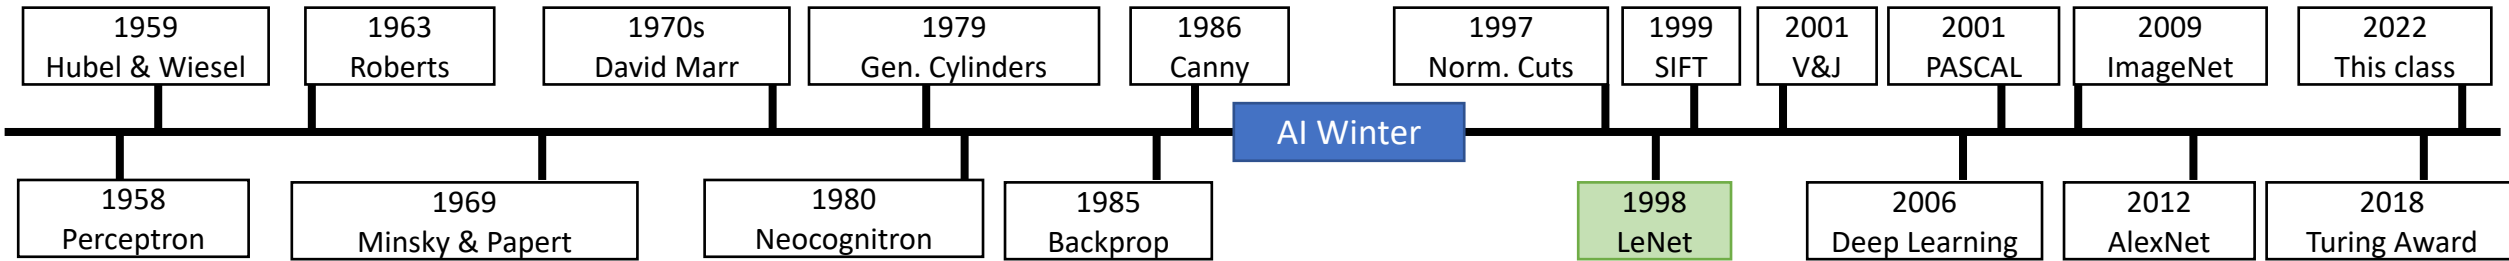 1959
Hubel & Wiesel
1963
Roberts
1970s
David Marr
1979
Gen. Cylinders
1986
Canny
1997
Norm. Cuts
1999
SIFT
2001
V&J
2001
PASCAL
2009
ImageNet
2022
This class
AI Winter
1958
Perceptron
1969
Minsky & Papert
1980
Neocognitron
1985
Backprop
1998
LeNet
2006
Deep Learning
2012
AlexNet
2018
Turing Award